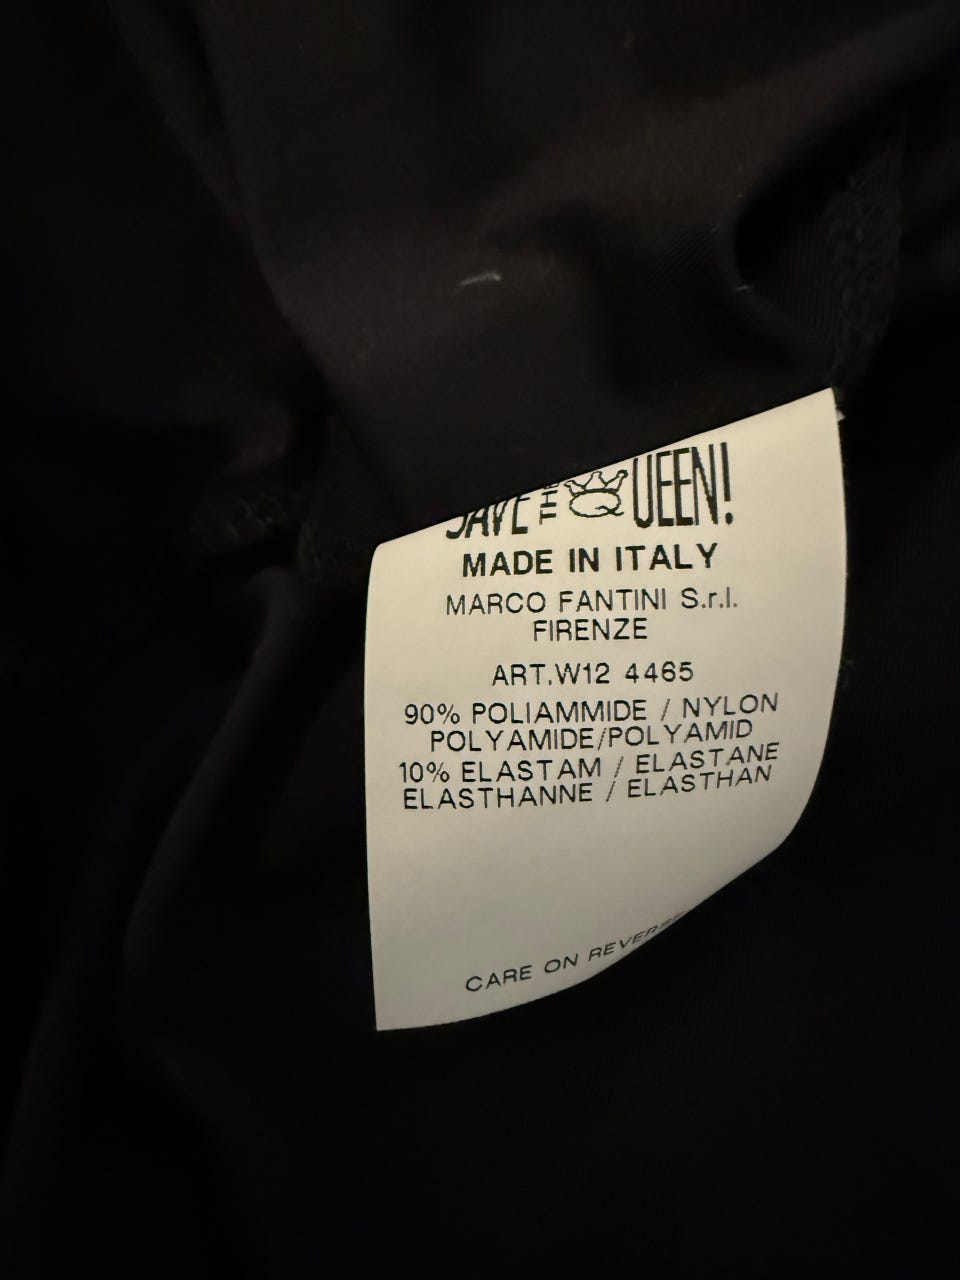 SAVE THE QUEEN!
MADE IN ITALY
MARCO FANTINI S.r.l.
FIRENZE
ART.W12 4465
90% POLIAMMIDE / NYLON
POLYAMIDE/POLYAMID
10% ELASTAM / ELASTANE
ELASTHANNE / ELASTHAN
CARE ON REVERSE